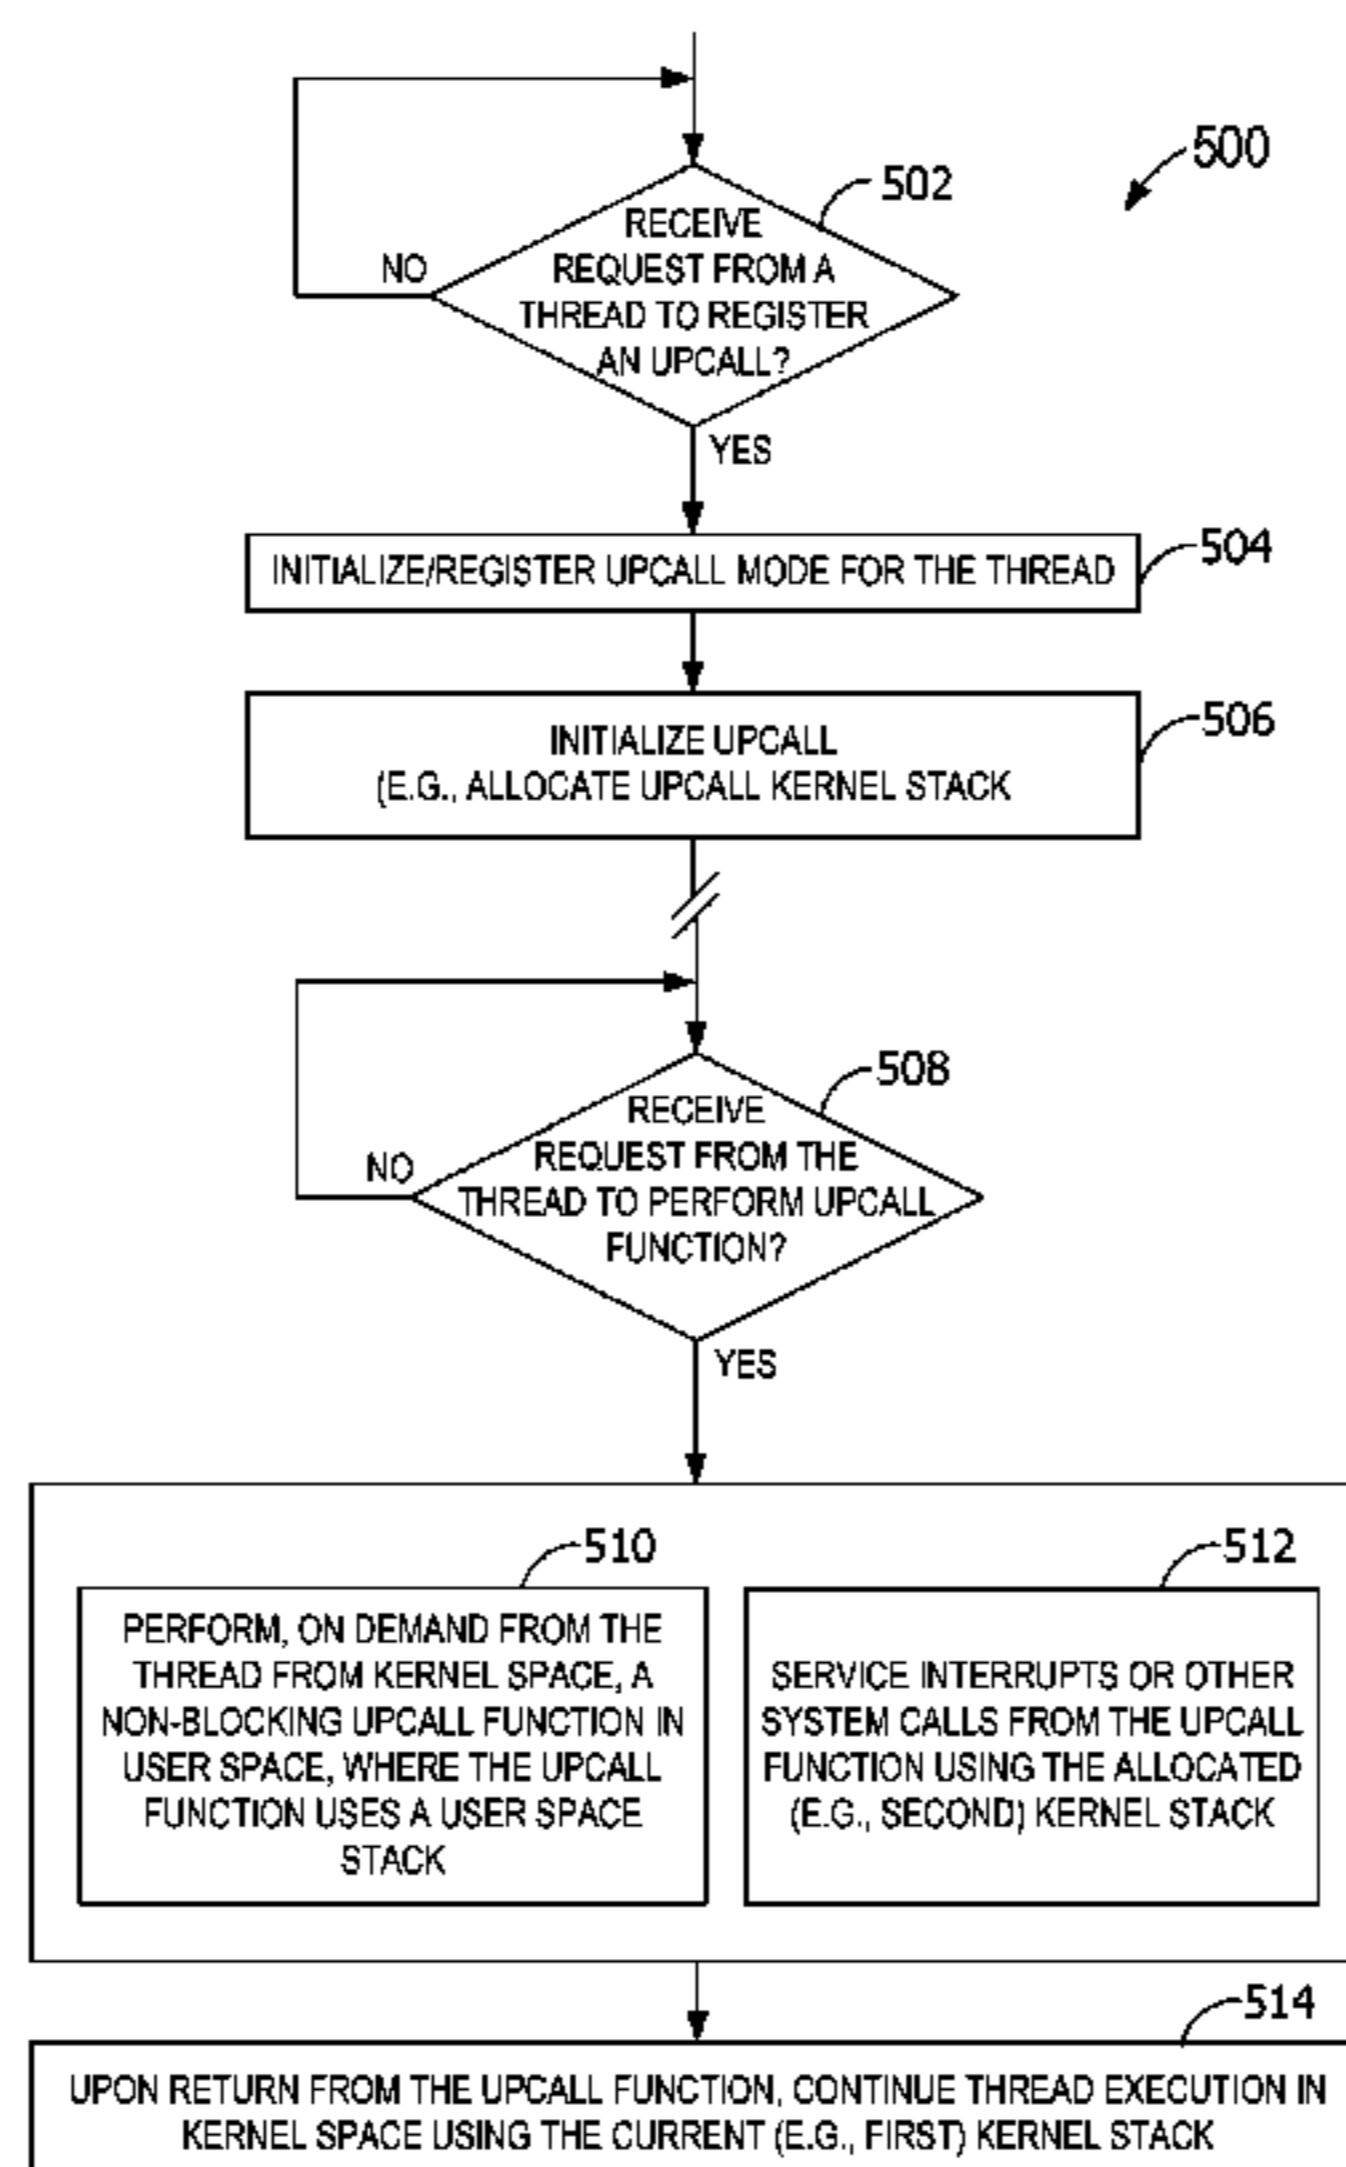 500
502
RECEIVE
REQUEST FROM A
THREAD TO REGISTER
AN UPCALL?
NO
YES
504
INITIALIZE/REGISTER UPCALL MODE FOR THE THREAD
506
INITIALIZE UPCALL
(E.G., ALLOCATE UPCALL KERNEL STACK
508
RECEIVE
REQUEST FROM THE
THREAD TO PERFORM UPCALL
FUNCTION?
NO
YES
510
PERFORM, ON DEMAND FROM THE
THREAD FROM KERNEL SPACE, A
NON-BLOCKING UPCALL FUNCTION IN
USER SPACE, WHERE THE UPCALL
FUNCTION USES A USER SPACE
STACK
512
SERVICE INTERRUPTS OR OTHER
SYSTEM CALLS FROM THE UPCALL
FUNCTION USING THE ALLOCATED
(E.G., SECOND) KERNEL STACK
514
UPON RETURN FROM THE UPCALL FUNCTION, CONTINUE THREAD EXECUTION IN
KERNEL SPACE USING THE CURRENT (E.G., FIRST) KERNEL STACK